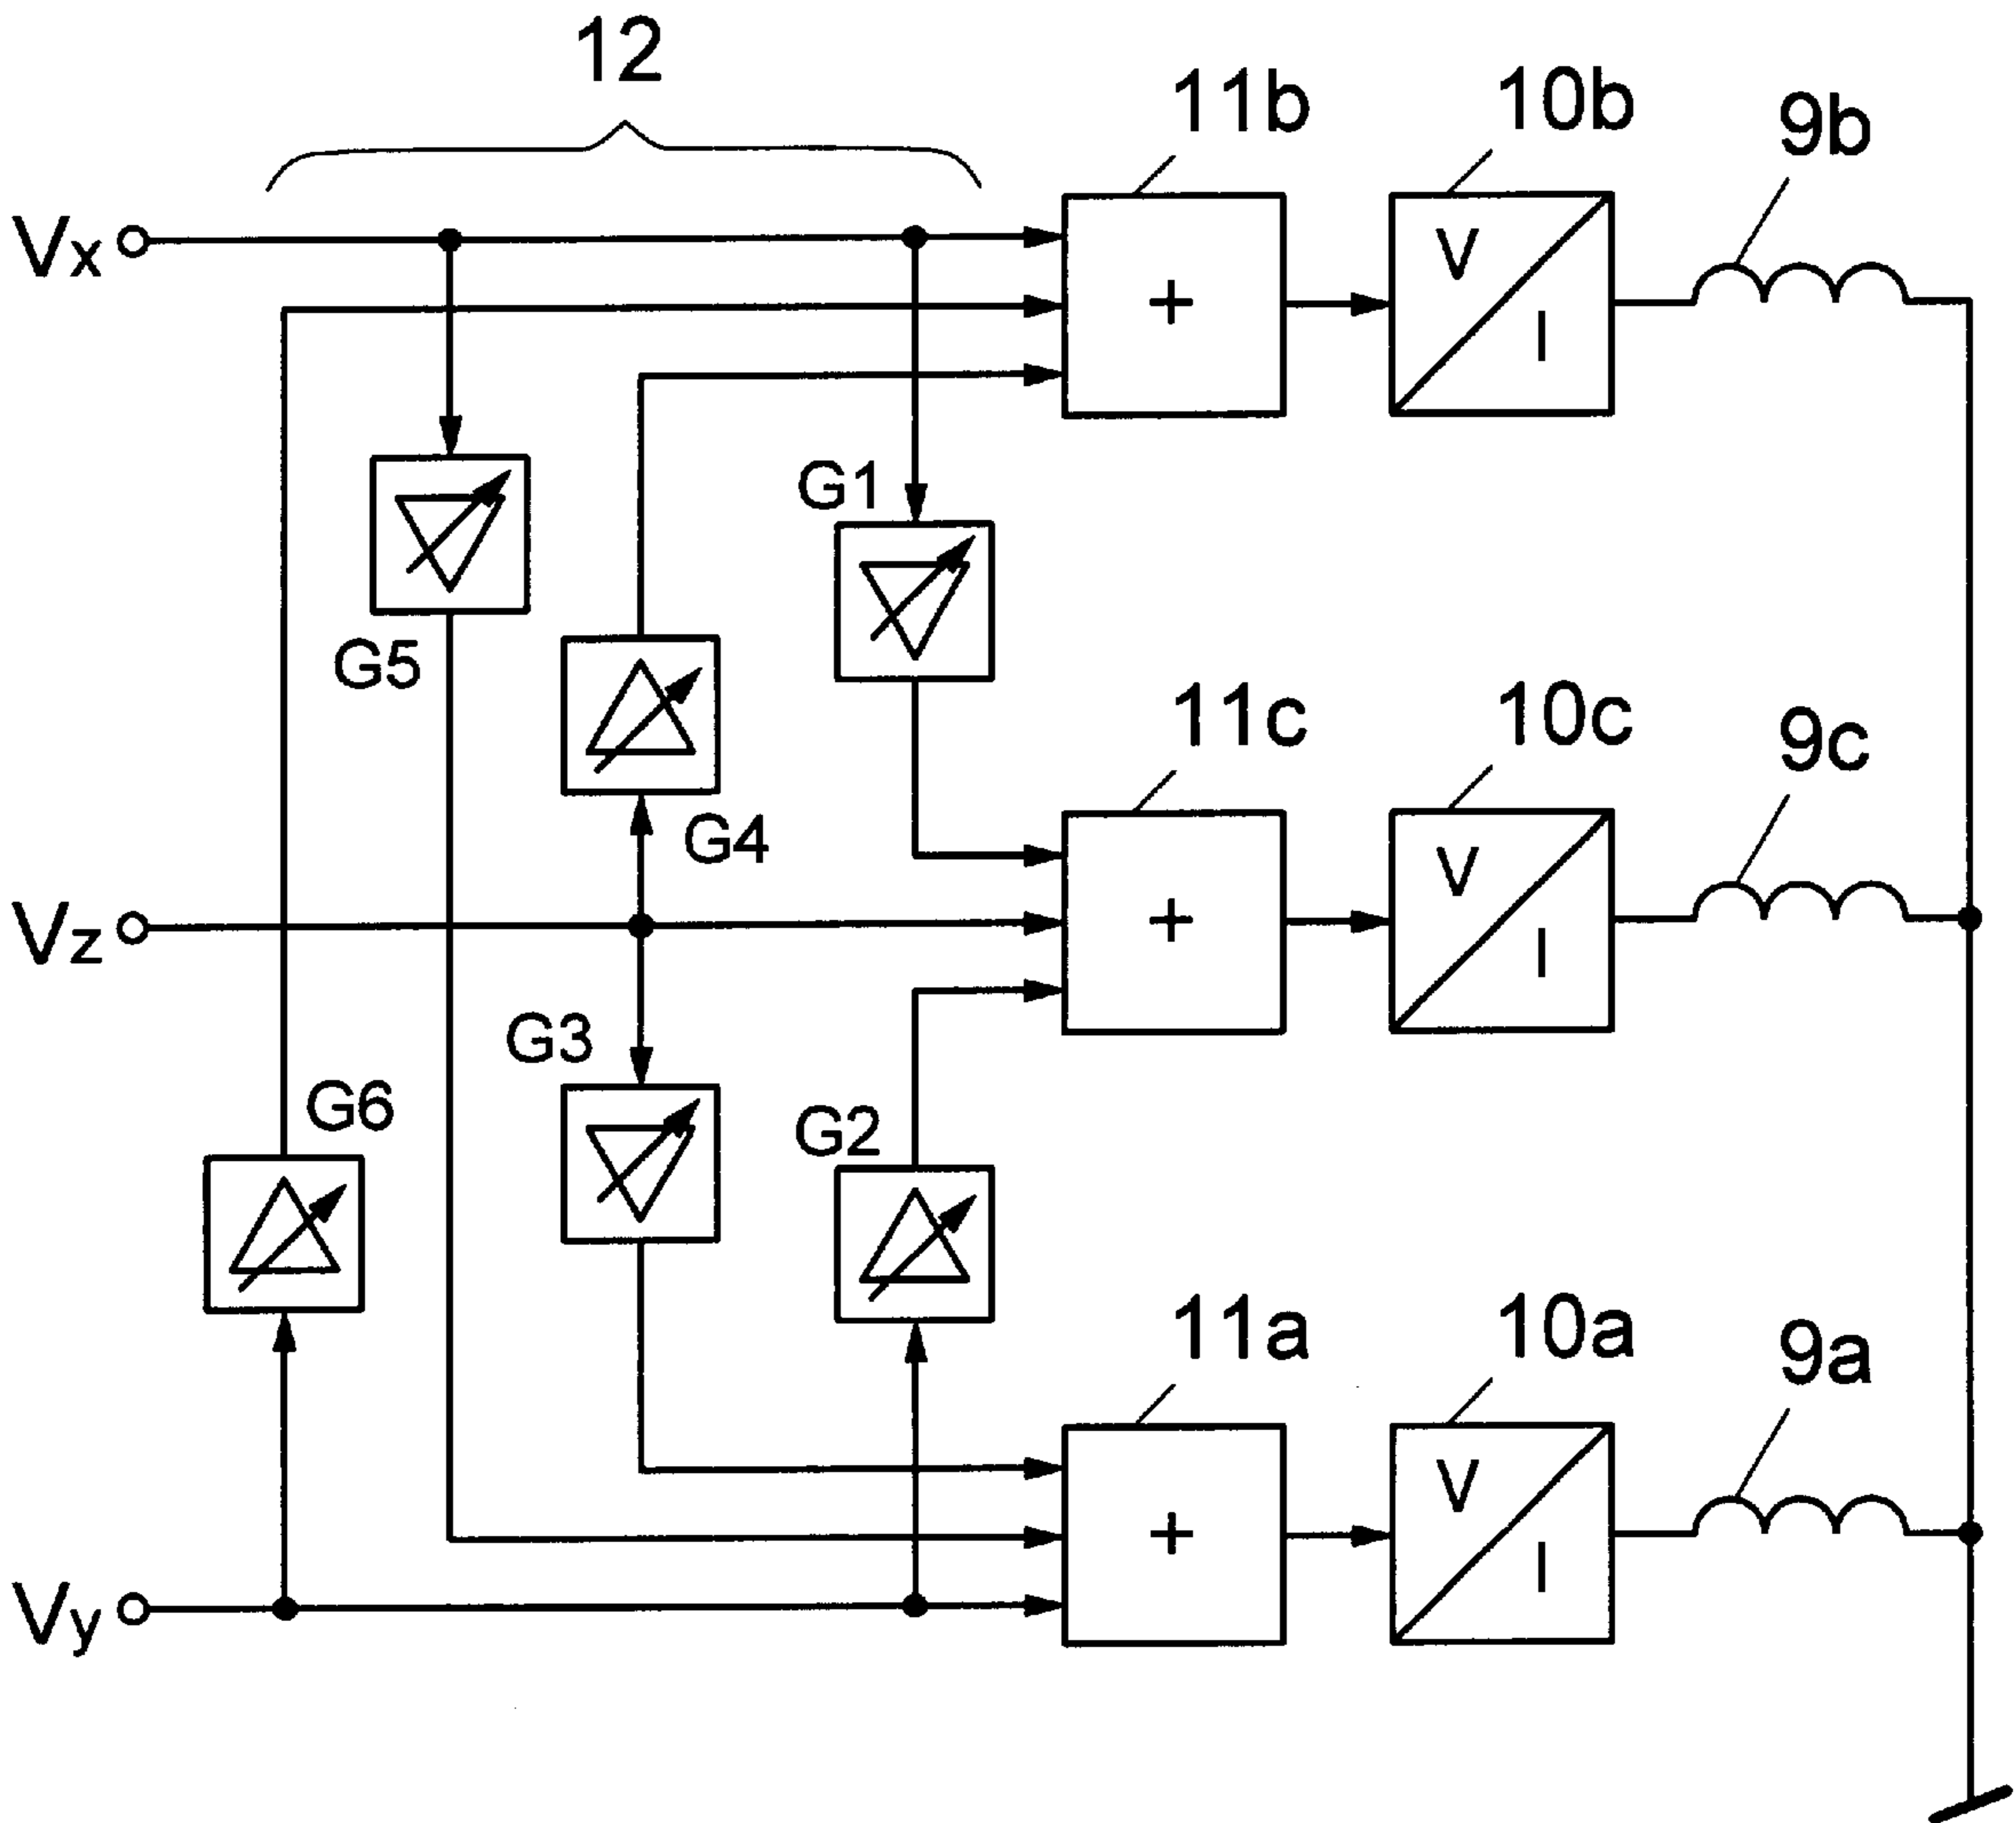 12
11b
10b
9b
Vx
+
V
I
G1
G5
11c
10c
9c
G4
V
Vz
+
I
G3
G6
G2
11a
10a
9a
V
+
I
Vy